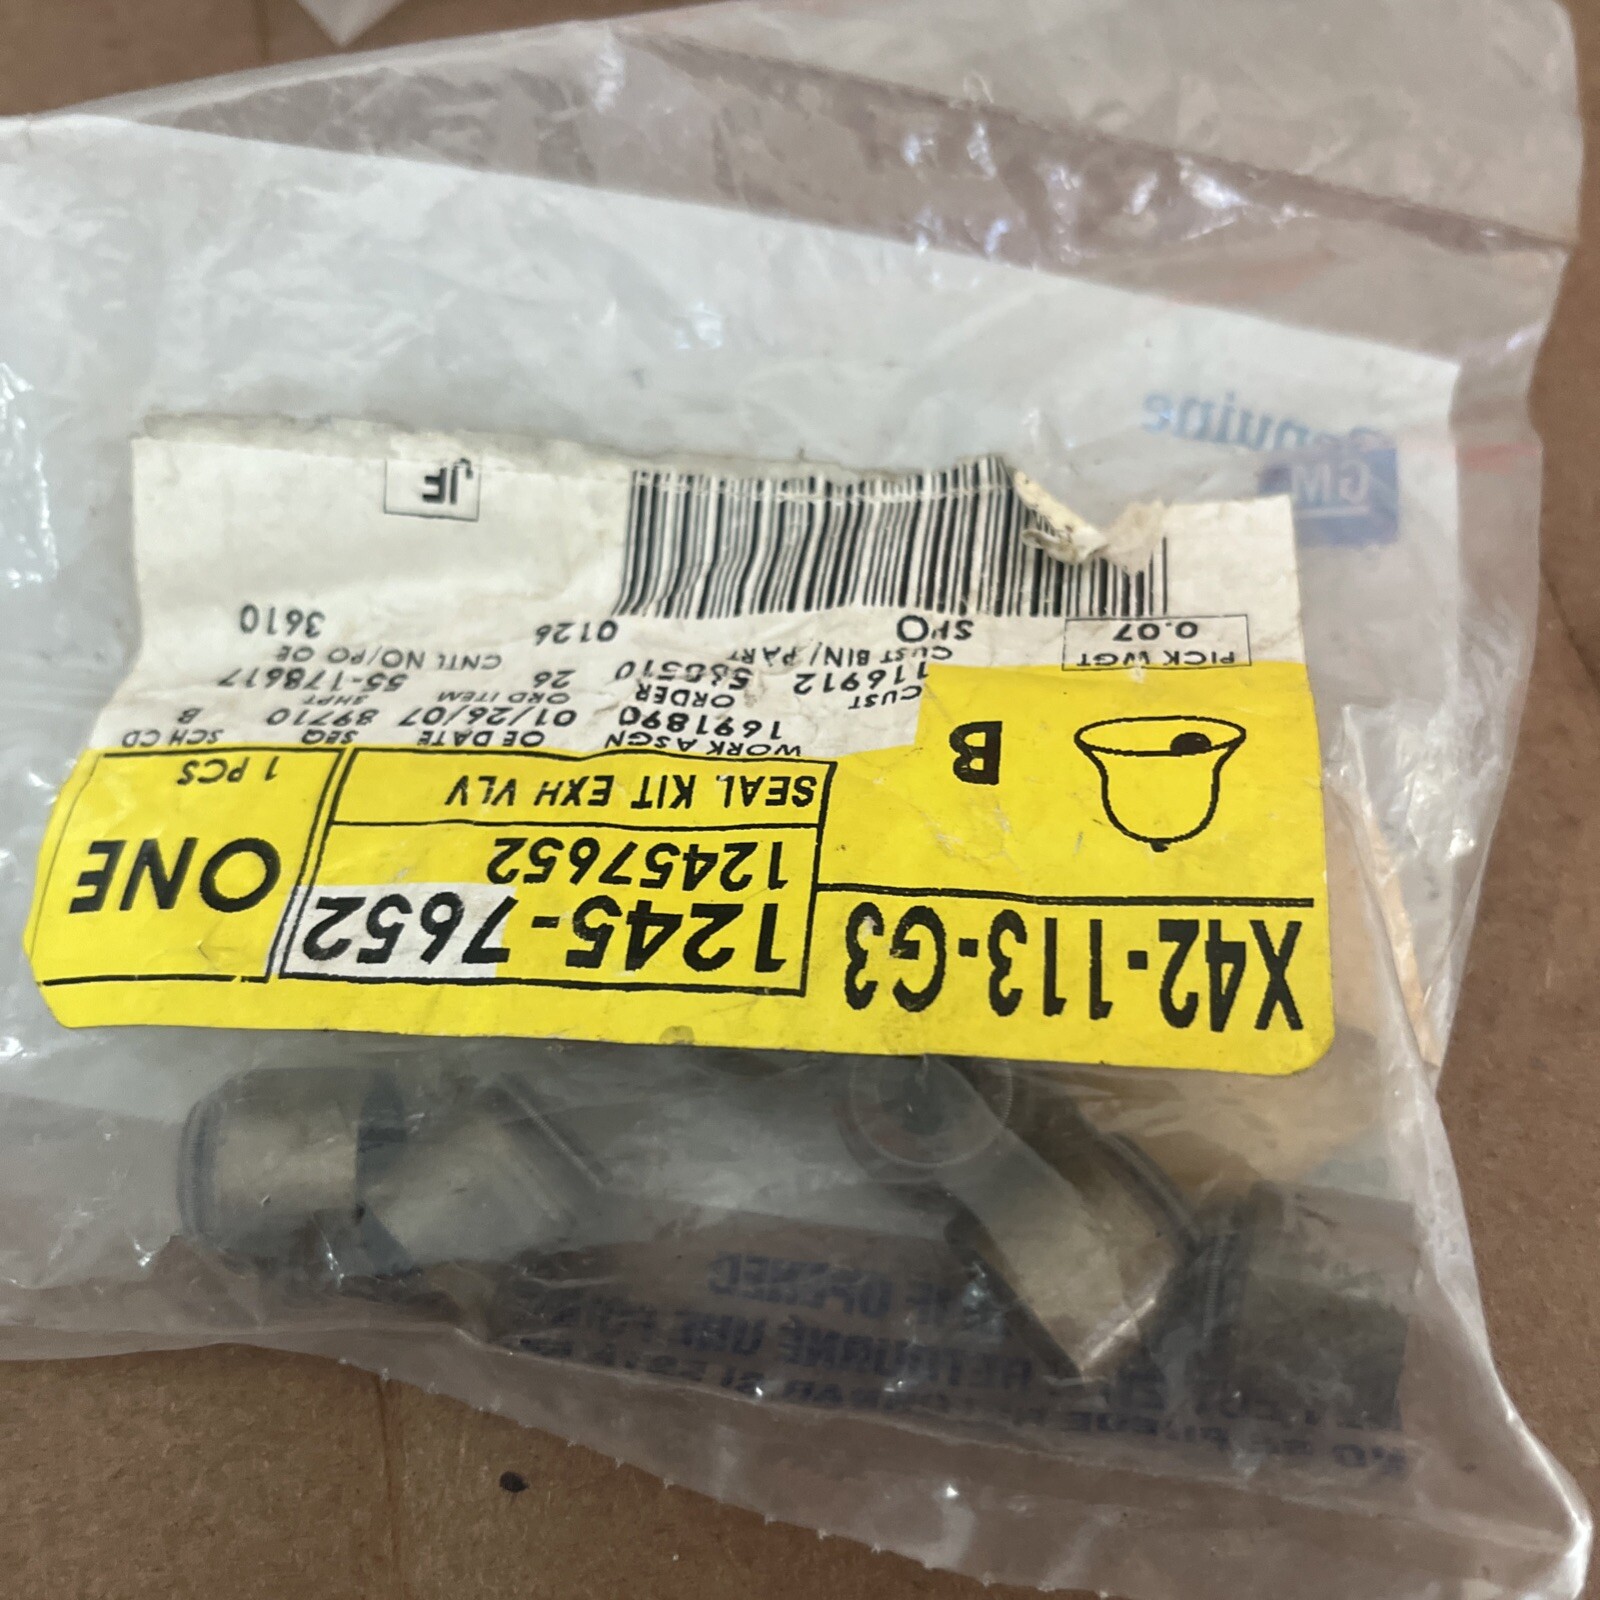 X42-113-G3
1245-7652
12457652
SEAL KIT EXH VLV
ONE
1 PCS
B
WORK ASGN OE DATE SEQ SCH CD
1691890 01/26/07 89710 B
CUST ORDER ORD ITEM SHPT
116912 26 55-178617
CUST BIN/PART CNTL NO/PO OE
SPO 0126 3610
PICK WGT
0.07
JF
Genuine
GM